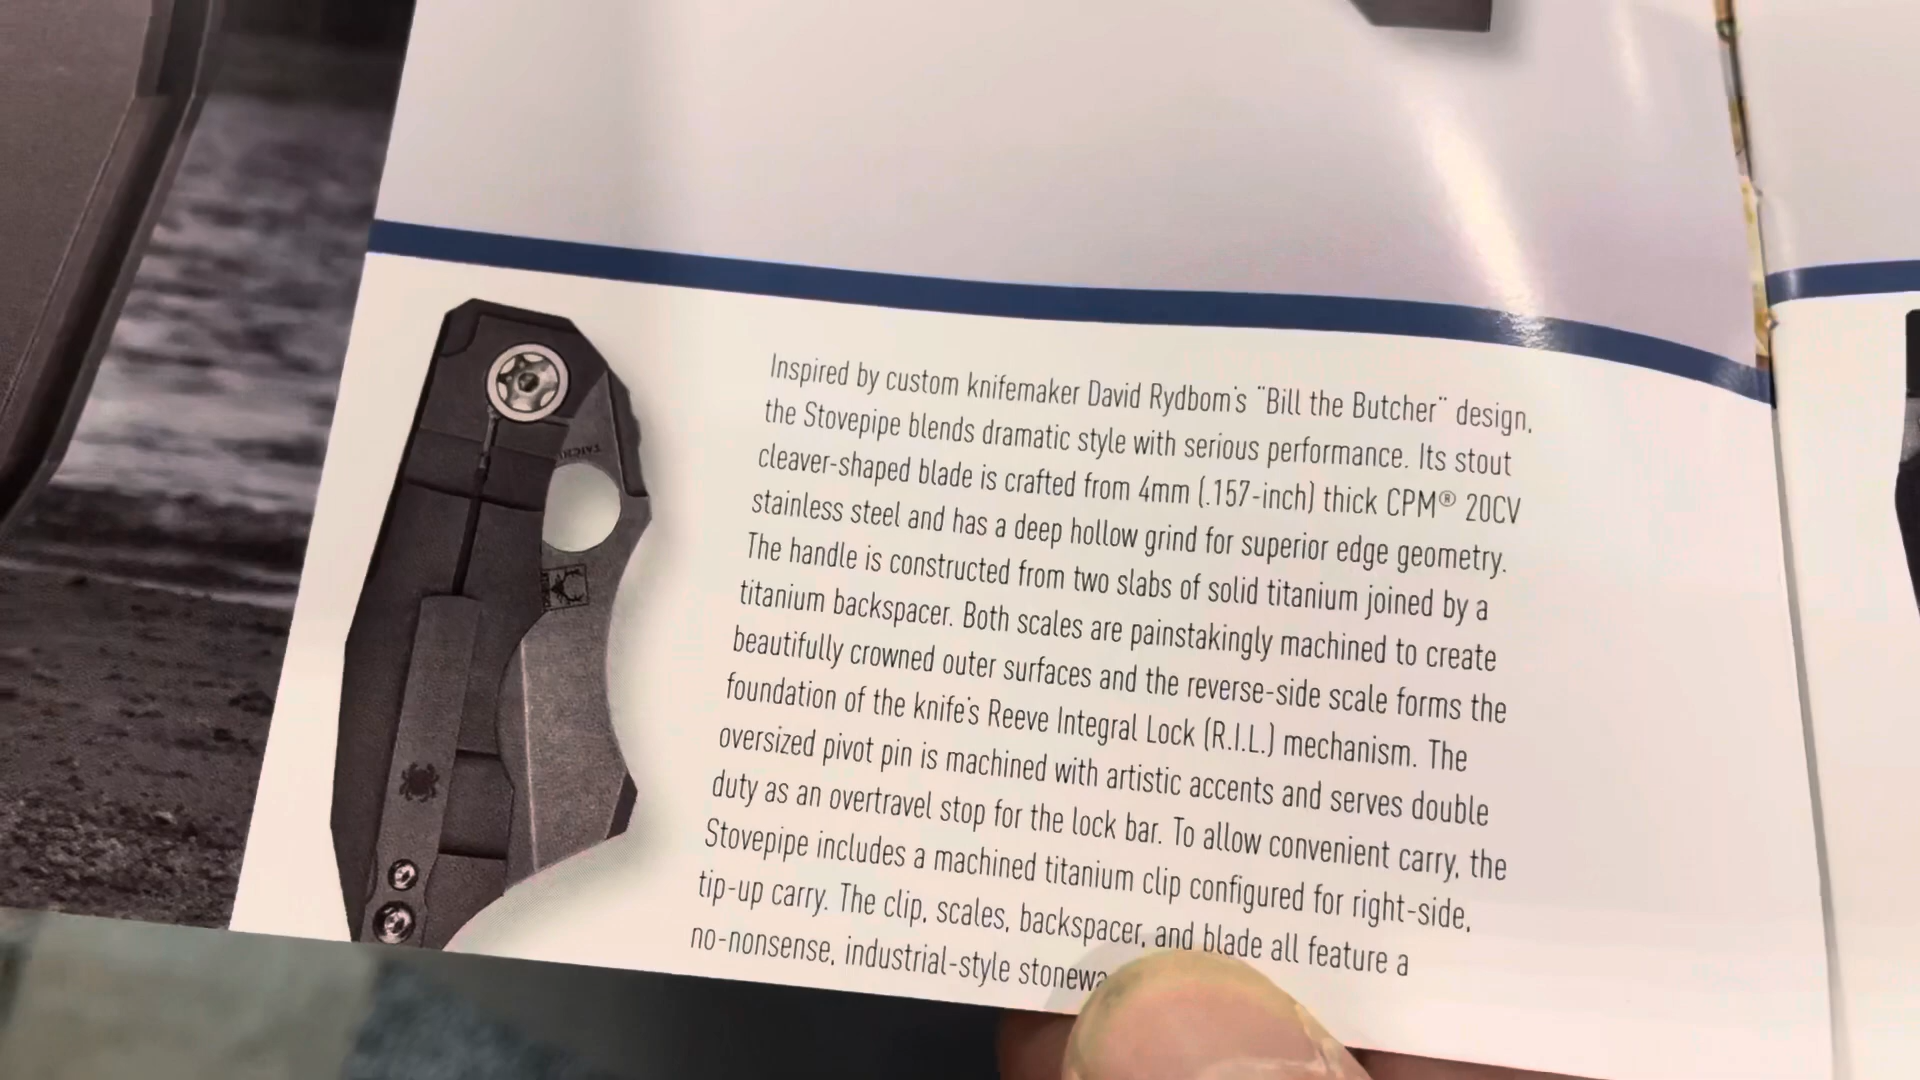 Inspired by custom knifemaker David Rydbom's "Bill the Butcher" design,
the Stovepipe blends dramatic style with serious performance. Its stout
cleaver-shaped blade is crafted from 4mm (.157-inch) thick CPM® 20CV
stainless steel and has a deep hollow grind for superior edge geometry.
The handle is constructed from two slabs of solid titanium joined by a
titanium backspacer. Both scales are painstakingly machined to create
beautifully crowned outer surfaces and the reverse-side scale forms the
foundation of the knife's Reeve Integral Lock (R.I.L.) mechanism. The
oversized pivot pin is machined with artistic accents and serves double
duty as an overtravel stop for the lock bar. To allow convenient carry, the
Stovepipe includes a machined titanium clip configured for right-side,
tip-up carry. The clip, scales, backspacer, and blade all feature a
no-nonsense, industrial-style